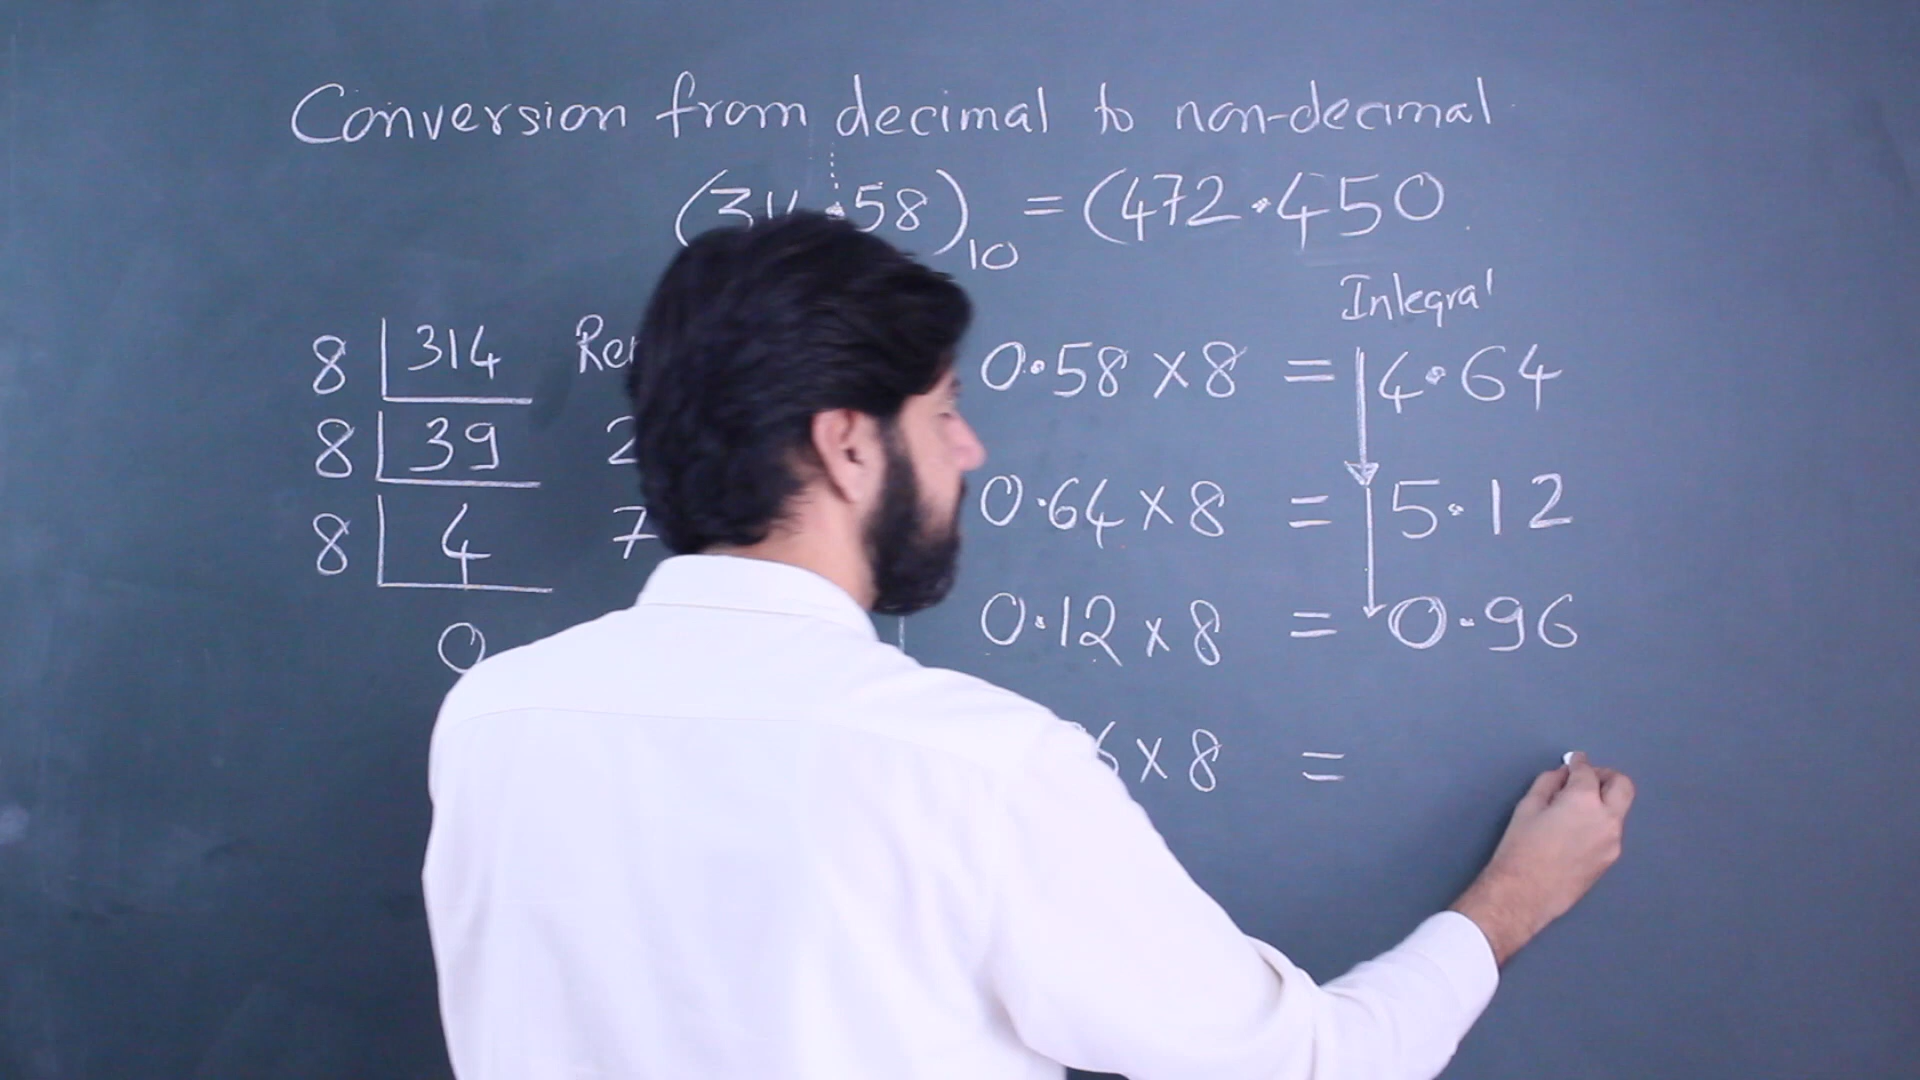 Conversion from decimal to non-decimal
·58)10 = (472.450
Integral
8 314
8 39
8 4 7
0
0.58 × 8 = 4.64
0.64 × 8 = 5.12
0.12 × 8 = 0.96
× 8 =